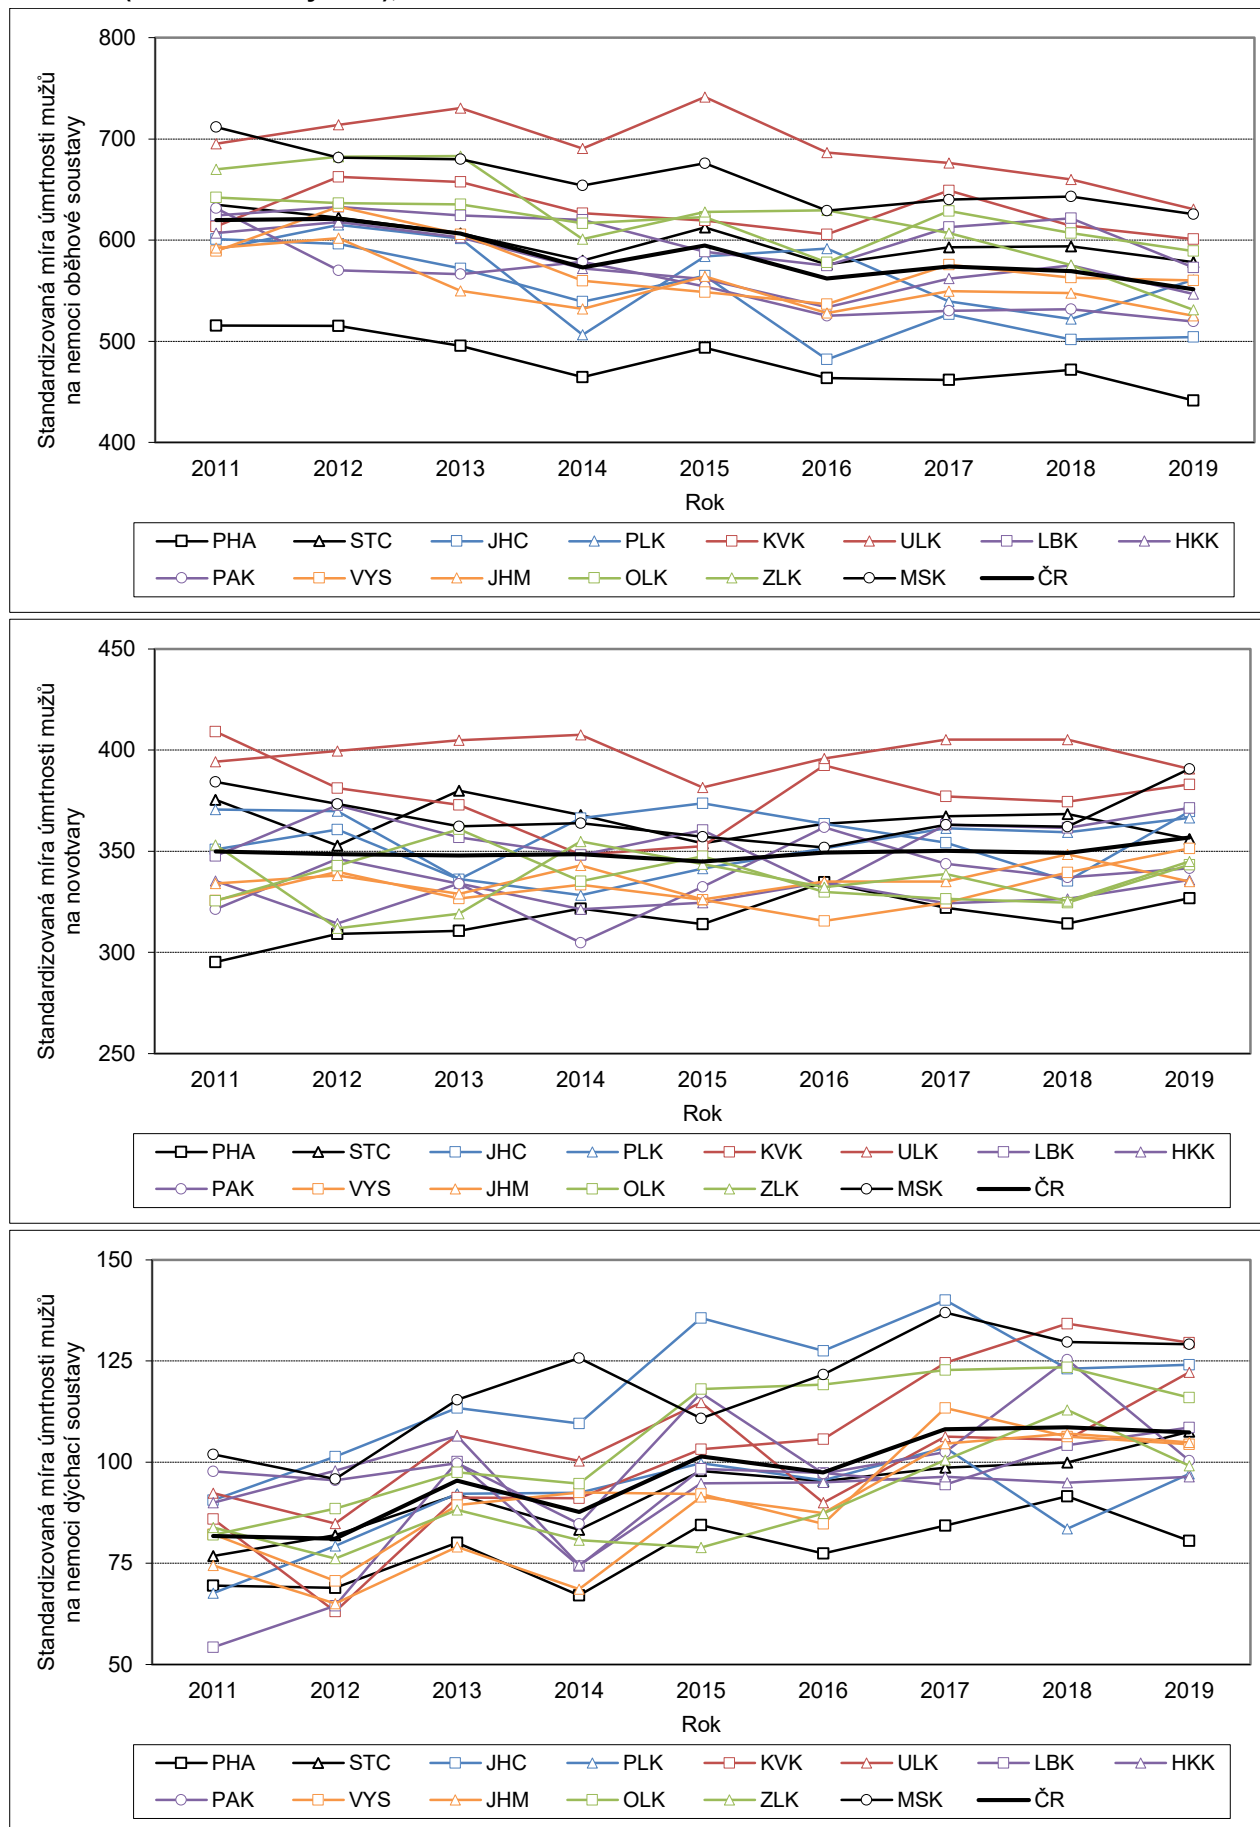 Standardizovaná míra úmrtnosti mužů
na nemoci oběhové soustavy
800
700
600
500
400
2011 2012 2013 2014 2015 2016 2017 2018 2019
Rok
PHA STC JHC PLK KVK ULK LBK HKK
PAK VYS JHM OLK ZLK MSK ČR
Standardizovaná míra úmrtnosti mužů
na novotvary
450
400
350
300
250
2011 2012 2013 2014 2015 2016 2017 2018 2019
Rok
PHA STC JHC PLK KVK ULK LBK HKK
PAK VYS JHM OLK ZLK MSK ČR
Standardizovaná míra úmrtnosti mužů
na nemoci dýchací soustavy
150
125
100
75
50
2011 2012 2013 2014 2015 2016 2017 2018 2019
Rok
PHA STC JHC PLK KVK ULK LBK HKK
PAK VYS JHM OLK ZLK MSK ČR